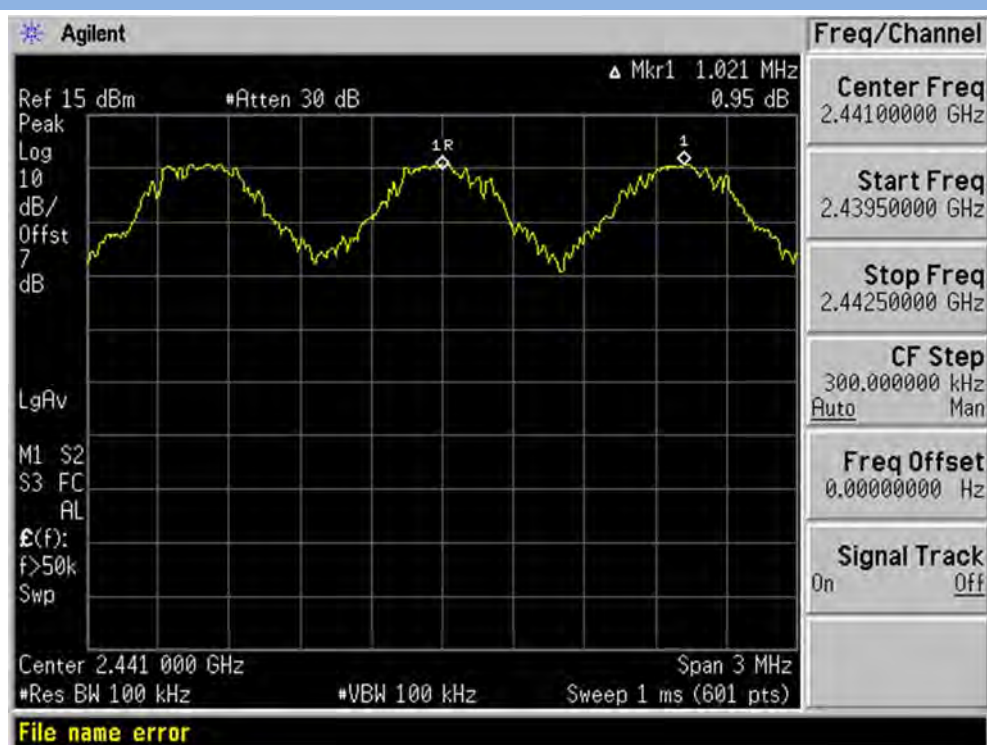 Agilent
Freq/Channel
Δ Mkr1 1.021 MHz
Ref 15 dBm #Atten 30 dB 0.95 dB
Peak
Log
10
dB/
Offst
7
dB
1R
1
LgAv
M1 S2
S3 FC
AL
£(f):
f>50k
Swp
Center 2.441 000 GHz Span 3 MHz
#Res BW 100 kHz #VBW 100 kHz Sweep 1 ms (601 pts)
File name error
Center Freq
2.44100000 GHz
Start Freq
2.43950000 GHz
Stop Freq
2.44250000 GHz
CF Step
300.000000 kHz
Auto Man
Freq Offset
0.00000000 Hz
Signal Track
On Off